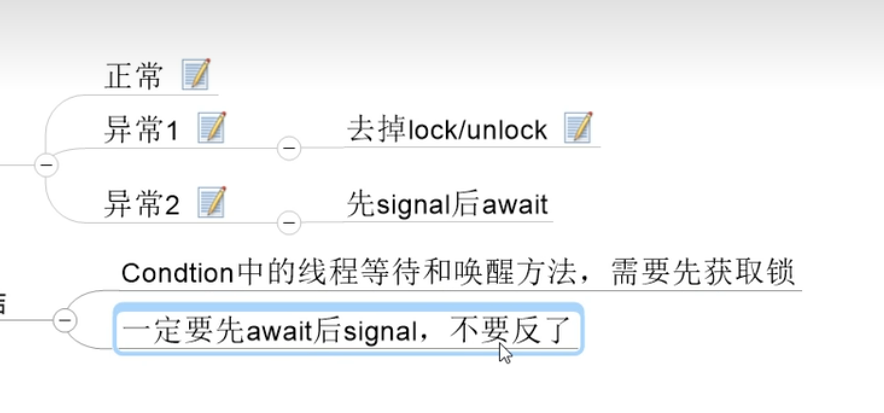 正常
异常1
去掉lock/unlock
异常2
先signal后await
Condtion中的线程等待和唤醒方法，需要先获取锁
一定要先await后signal，不要反了